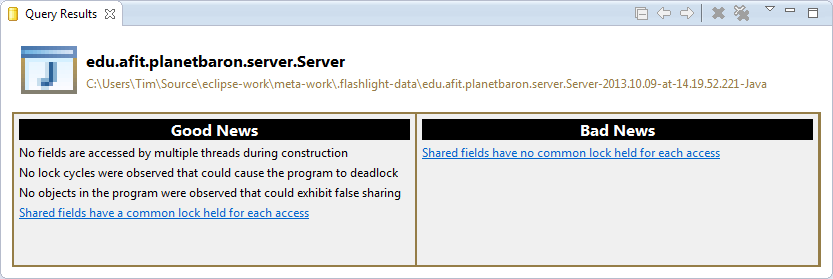 Query Results
edu.afit.planetbaron.server.Server
C:\Users\Tim\Source\eclipse-work\meta-work\.flashlight-data\edu.afit.planetbaron.server.Server-2013.10.09-at-14.19.52.221-Java
Good News
No fields are accessed by multiple threads during construction
No lock cycles were observed that could cause the program to deadlock
No objects in the program were observed that could exhibit false sharing
Shared fields have a common lock held for each access
Bad News
Shared fields have no common lock held for each access